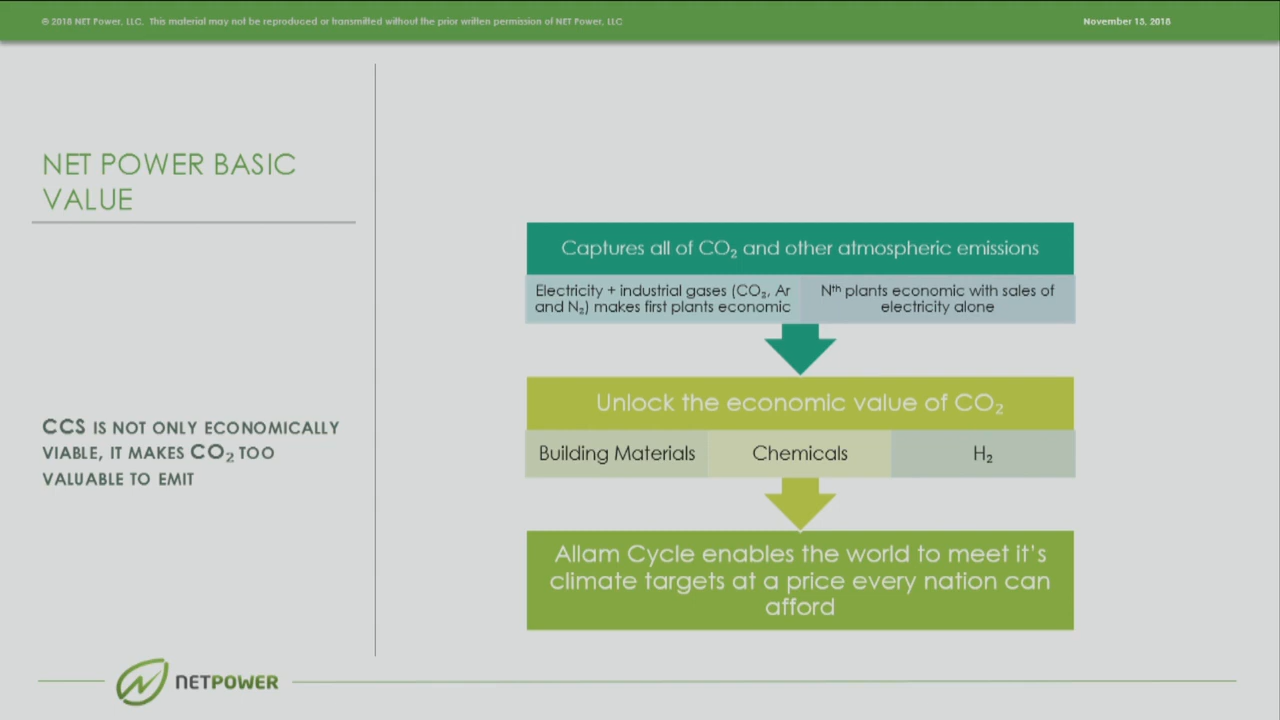 © 2018 NET Power, LLC. This material may not be reproduced or transmitted without the prior written permission of NET Power, LLC
November 15, 2018
NET POWER BASIC
VALUE
CCS IS NOT ONLY ECONOMICALLY
VIABLE, IT MAKES CO₂ TOO
VALUABLE TO EMIT
Captures all of CO₂ and other atmospheric emissions
Electricity + industrial gases (CO₂, Ar
and N₂) makes first plants economic
Nᵗʰ plants economic with sales of
electricity alone
Unlock the economic value of CO₂
Building Materials
Chemicals
H₂
Allam Cycle enables the world to meet it's
climate targets at a price every nation can
afford
NETPOWER